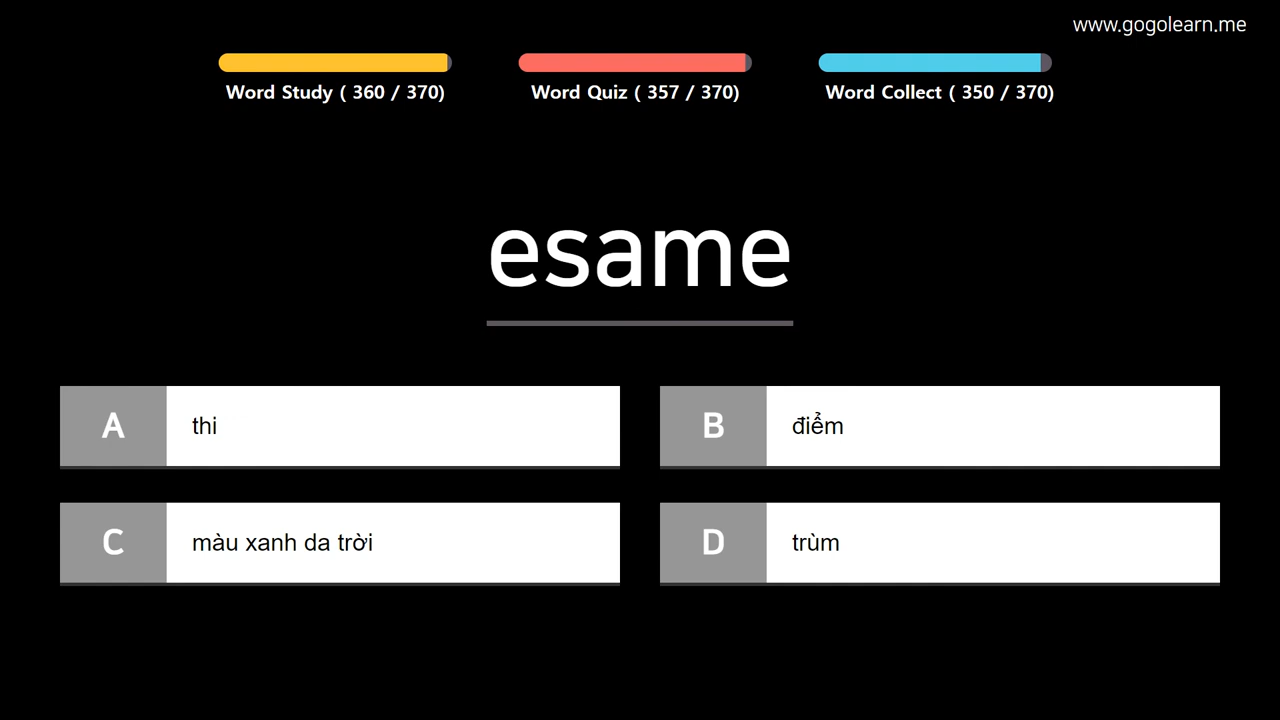 www.gogolearn.me
Word Study ( 360 / 370)
Word Quiz ( 357 / 370)
Word Collect ( 350 / 370)
esame
A thi
B điểm
C màu xanh da trời
D trùm